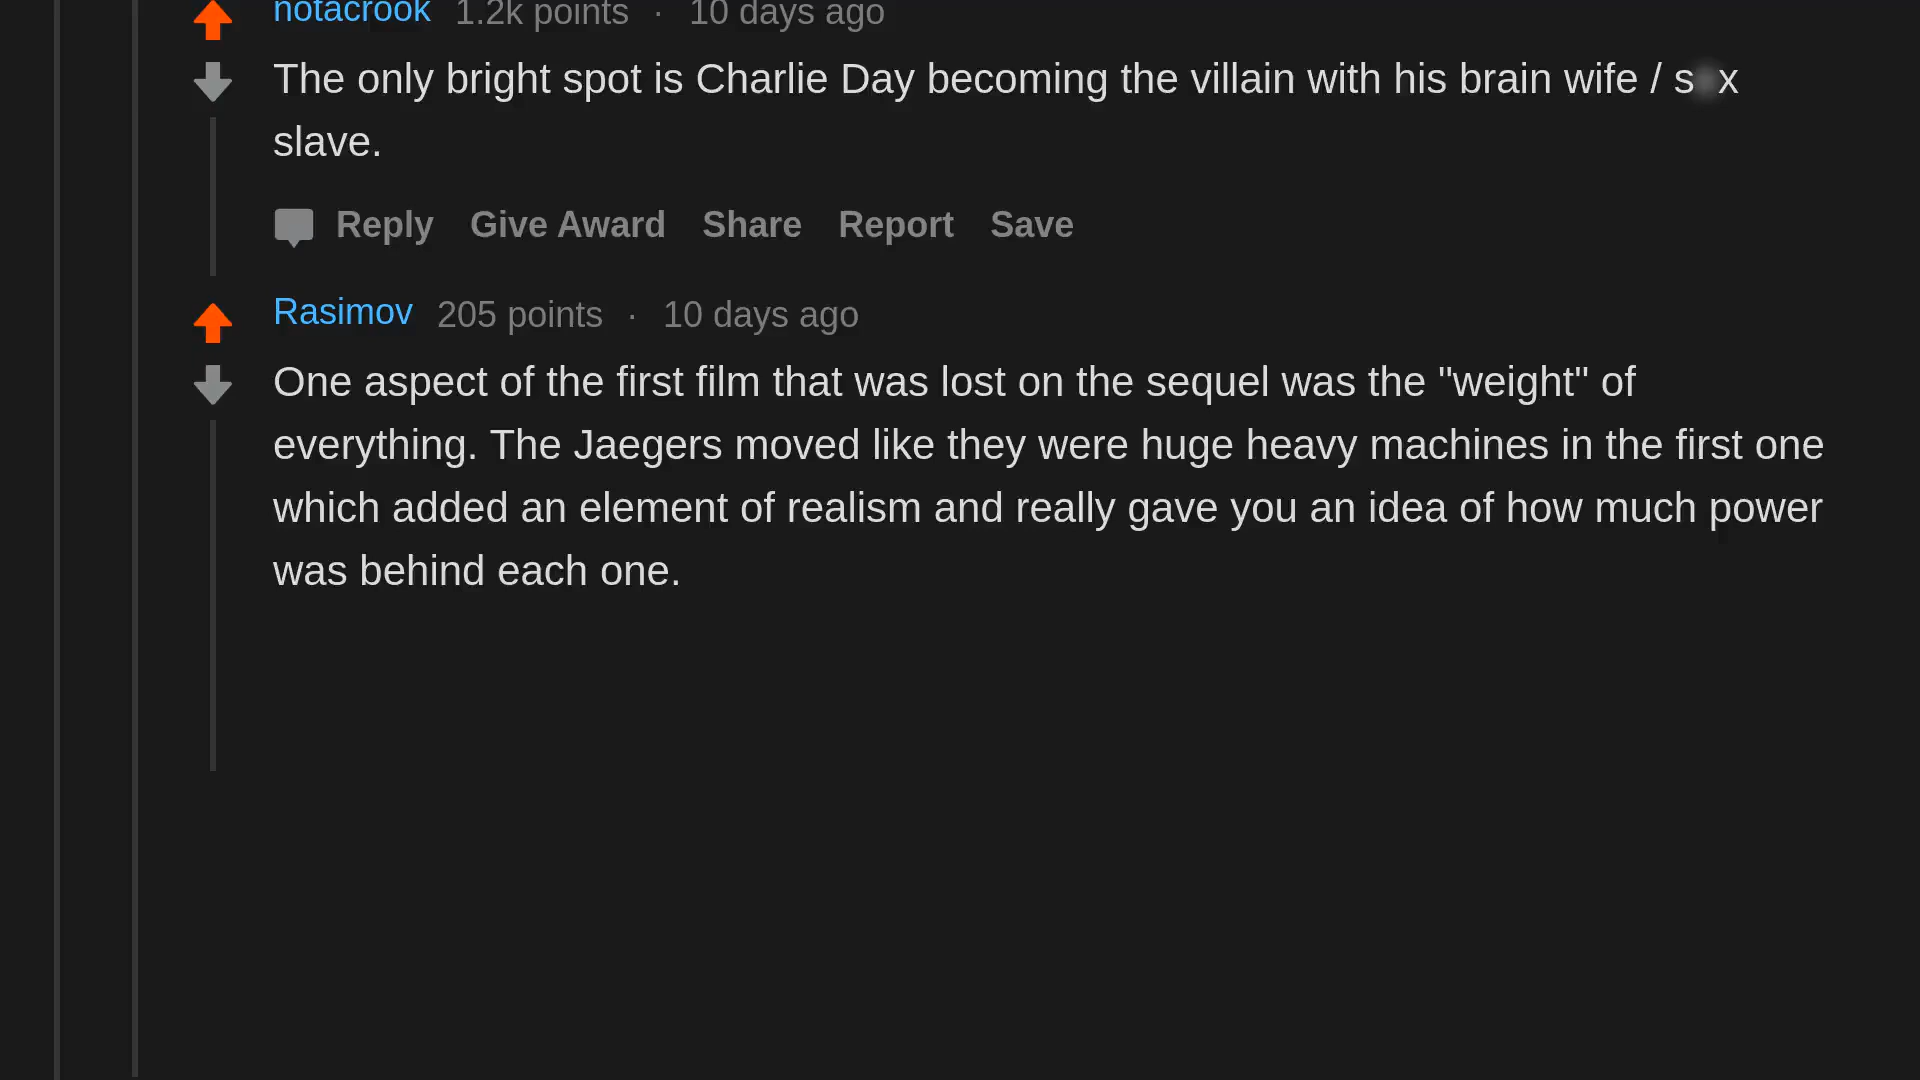 notacrook 1.2k points · 10 days ago
The only bright spot is Charlie Day becoming the villain with his brain wife / s x
slave.
Reply Give Award Share Report Save
Rasimov 205 points · 10 days ago
One aspect of the first film that was lost on the sequel was the "weight" of
everything. The Jaegers moved like they were huge heavy machines in the first one
which added an element of realism and really gave you an idea of how much power
was behind each one.